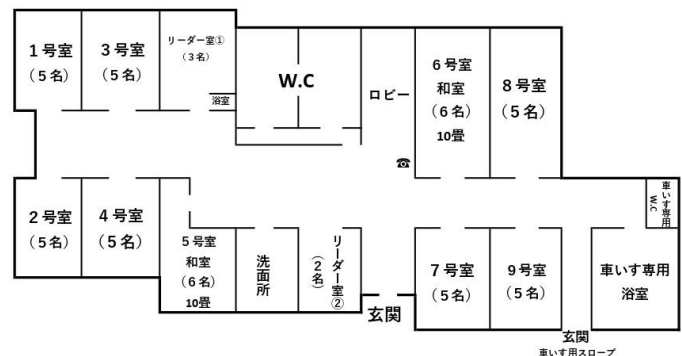 1号室
（5名）
3号室
（5名）
リーダー室①
（3名）
浴室
W.C
ロビー
☎
6号室
和室
（6名）
10畳
8号室
（5名）
車いす専用
W.C
2号室
（5名）
4号室
（5名）
5号室
和室
（6名）
10畳
洗面所
リーダー室②
（2名）
玄関
7号室
（5名）
9号室
（5名）
車いす専用
浴室
玄関
車いす用スロープ